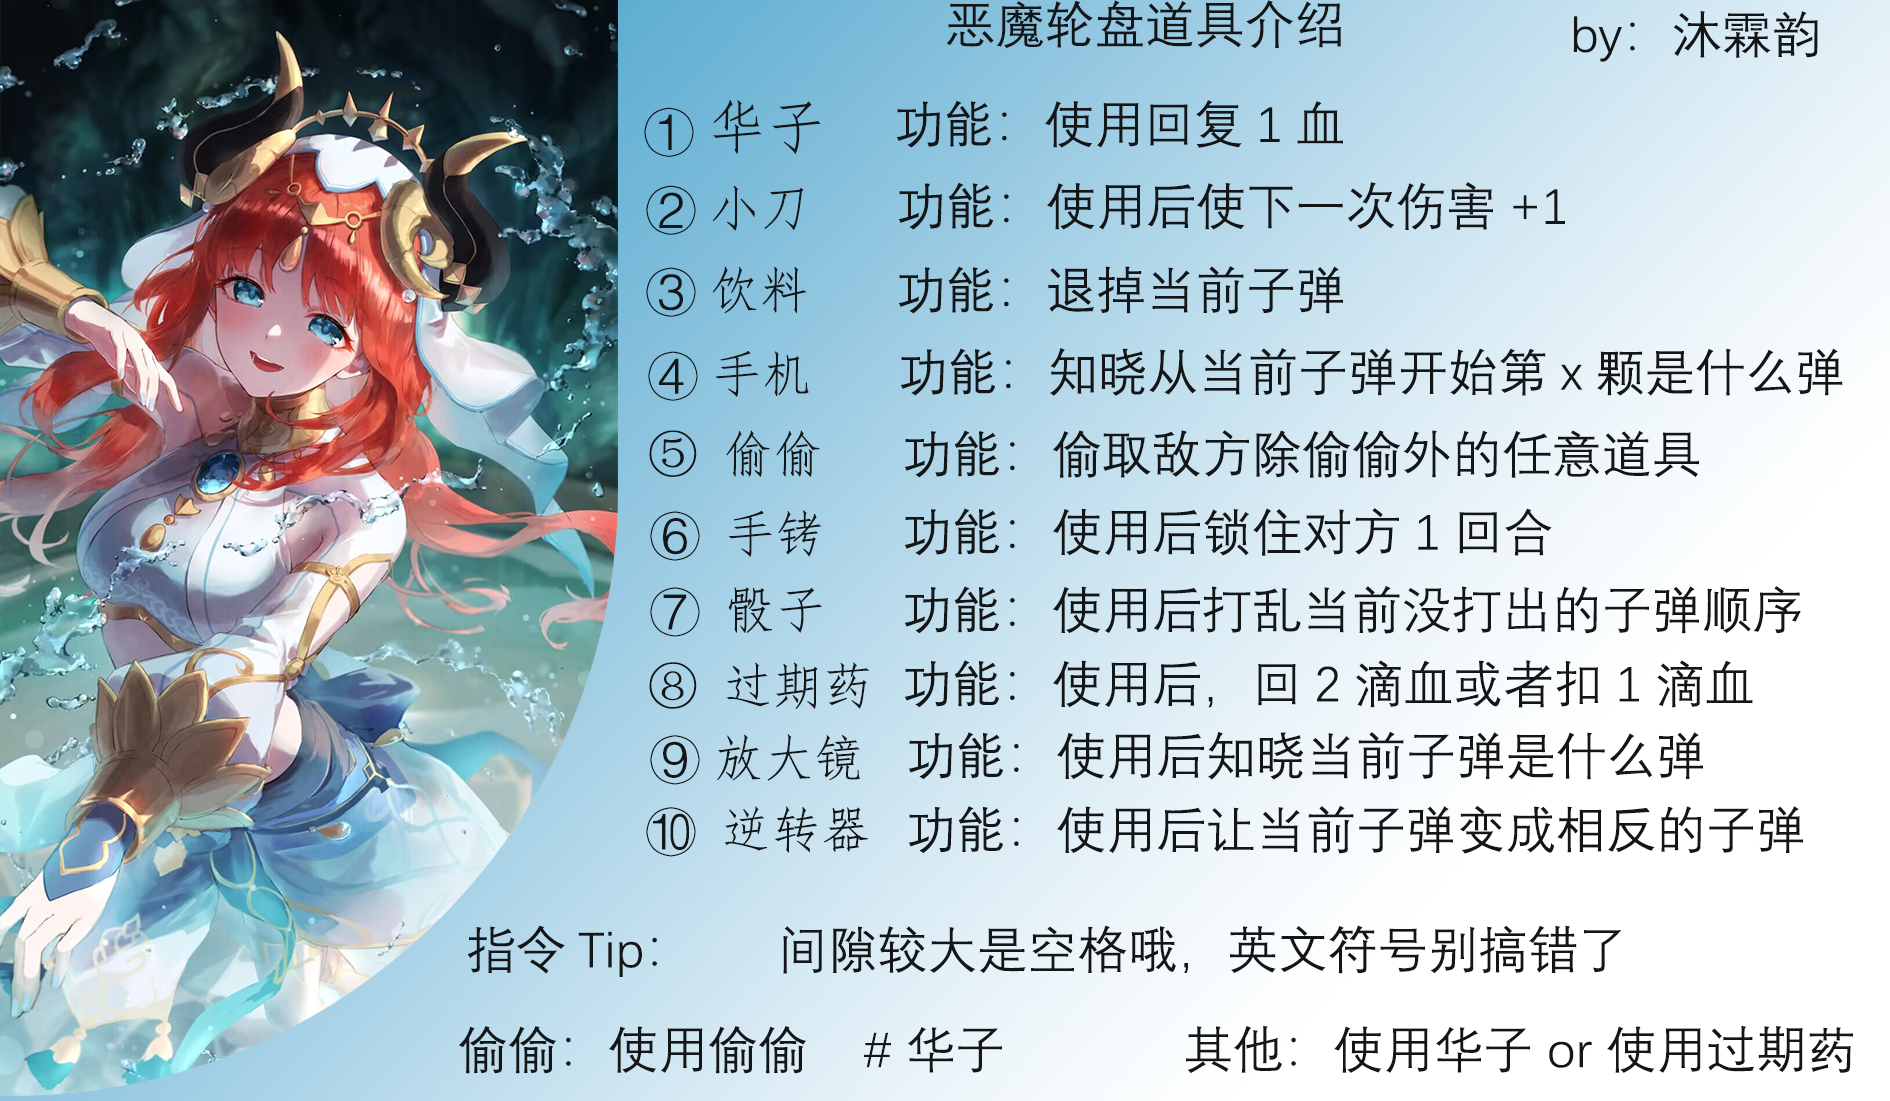 恶魔轮盘道具介绍 by：沐霖韵
① 华子 功能：使用回复 1 血
② 小刀 功能：使用后使下一次伤害 +1
③ 饮料 功能：退掉当前子弹
④ 手机 功能：知晓从当前子弹开始第 x 颗是什么弹
⑤ 偷偷 功能：偷取敌方除偷偷外的任意道具
⑥ 手铐 功能：使用后锁住对方 1 回合
⑦ 骰子 功能：使用后打乱当前没打出的子弹顺序
⑧ 过期药 功能：使用后，回 2 滴血或者扣 1 滴血
⑨ 放大镜 功能：使用后知晓当前子弹是什么弹
⑩ 逆转器 功能：使用后让当前子弹变成相反的子弹
指令 Tip： 间隙较大是空格哦，英文符号别搞错了
偷偷：使用偷偷 # 华子 其他：使用华子 or 使用过期药